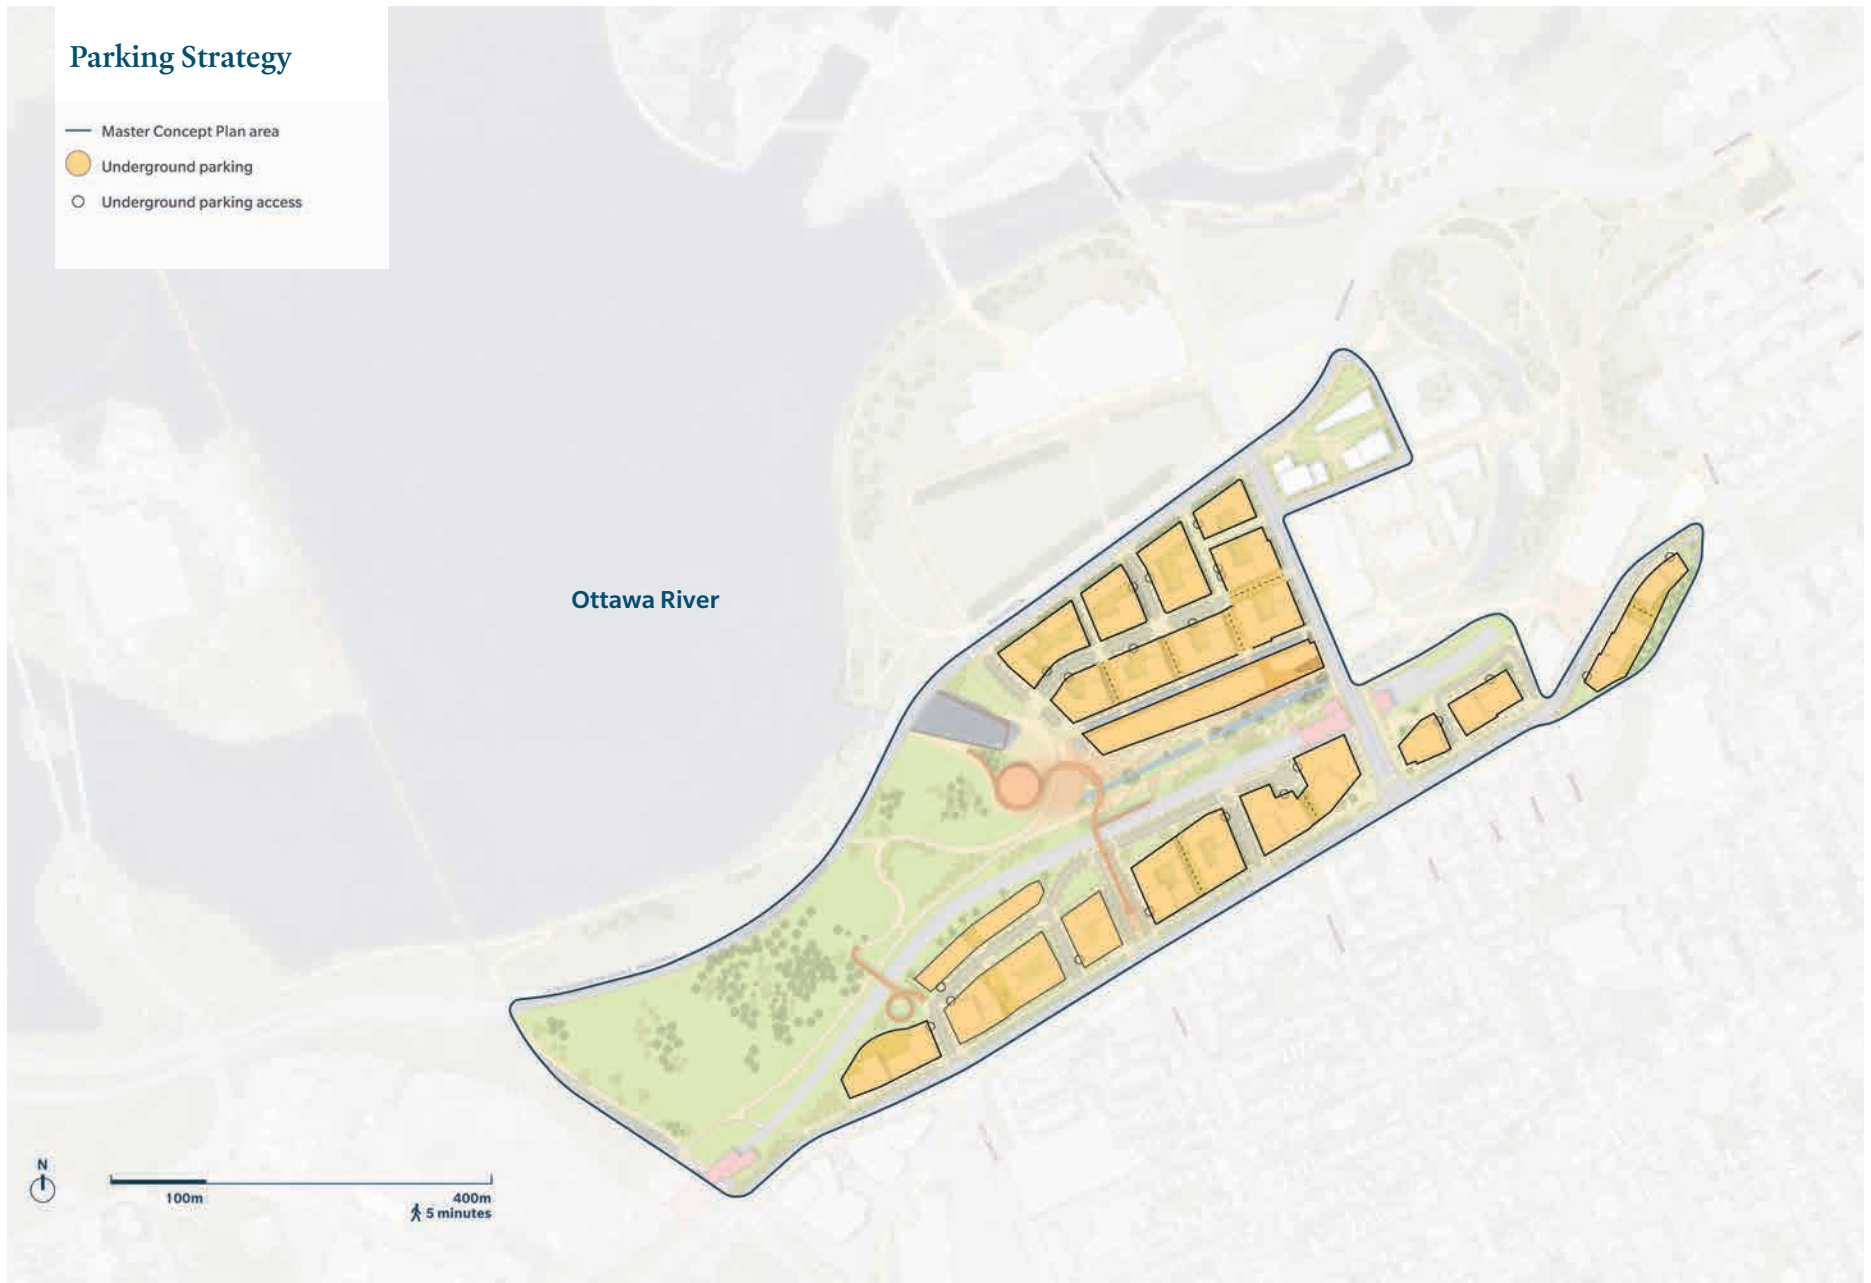 Parking Strategy
Master Concept Plan area
Underground parking
Underground parking access
Ottawa River
N
100m
400m
5 minutes